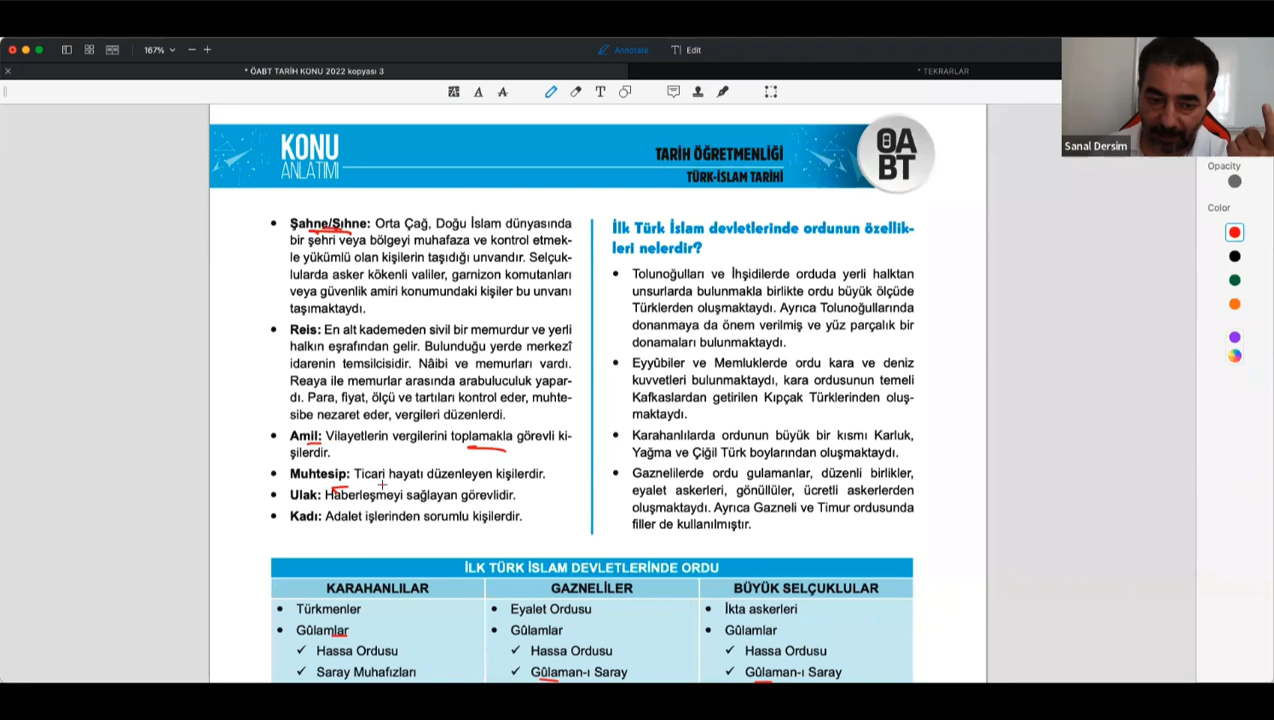 167%
Annotate
Edit
* ÖABT TARİH KONU 2022 kopyası 3
* TEKRARLAR
Sanal Dersim
Opacity
Color
KONU
ANLATIMI
TARİH ÖĞRETMENLİĞİ
TÜRK-İSLAM TARİHİ
ÖA
BT
• Şahne/Sıhne: Orta Çağ, Doğu İslam dünyasında
bir şehri veya bölgeyi muhafaza ve kontrol etmek-
le yükümlü olan kişilerin taşıdığı unvandır. Selçuk-
lularda asker kökenli valiler, garnizon komutanları
veya güvenlik amiri konumundaki kişiler bu unvanı
taşımaktaydı.
• Reis: En alt kademeden sivil bir memurdur ve yerli
halkın eşrafından gelir. Bulunduğu yerde merkezî
idarenin temsilcisidir. Nâibi ve memurları vardı.
Reaya ile memurlar arasında arabuluculuk yapar-
dı. Para, fiyat, ölçü ve tartıları kontrol eder, muhte-
sibe nezaret eder, vergileri düzenlerdi.
• Amil: Vilayetlerin vergilerini toplamakla görevli ki-
şilerdir.
• Muhtesip: Ticari hayatı düzenleyen kişilerdir.
• Ulak: Haberleşmeyi sağlayan görevlidir.
• Kadı: Adalet işlerinden sorumlu kişilerdir.
İlk Türk İslam devletlerinde ordunun özellik-
leri nelerdir?
• Tolunoğulları ve İhşidilerde orduda yerli halktan
unsurlarda bulunmakla birlikte ordu büyük ölçüde
Türklerden oluşmaktaydı. Ayrıca Tolunoğullarında
donanmaya da önem verilmiş ve yüz parçalık bir
donamaları bulunmaktaydı.
• Eyyûbiler ve Memluklerde ordu kara ve deniz
kuvvetleri bulunmaktaydı, kara ordusunun temeli
Kafkaslardan getirilen Kıpçak Türklerinden oluş-
maktaydı.
• Karahanlılarda ordunun büyük bir kısmı Karluk,
Yağma ve Çiğil Türk boylarından oluşmaktaydı.
• Gaznelilerde ordu gulamanlar, düzenli birlikler,
eyalet askerleri, gönüllüler, ücretli askerlerden
oluşmaktaydı. Ayrıca Gazneli ve Timur ordusunda
filler de kullanılmıştır.
İLK TÜRK İSLAM DEVLETLERİNDE ORDU
KARAHANLILAR GAZNELİLER BÜYÜK SELÇUKLULAR
• Türkmenler • Eyalet Ordusu • İkta askerleri
• Gûlamlar • Gûlamlar • Gûlamlar
✓ Hassa Ordusu ✓ Hassa Ordusu ✓ Hassa Ordusu
✓ Saray Muhafızları ✓ Gûlaman-ı Saray ✓ Gûlaman-ı Saray